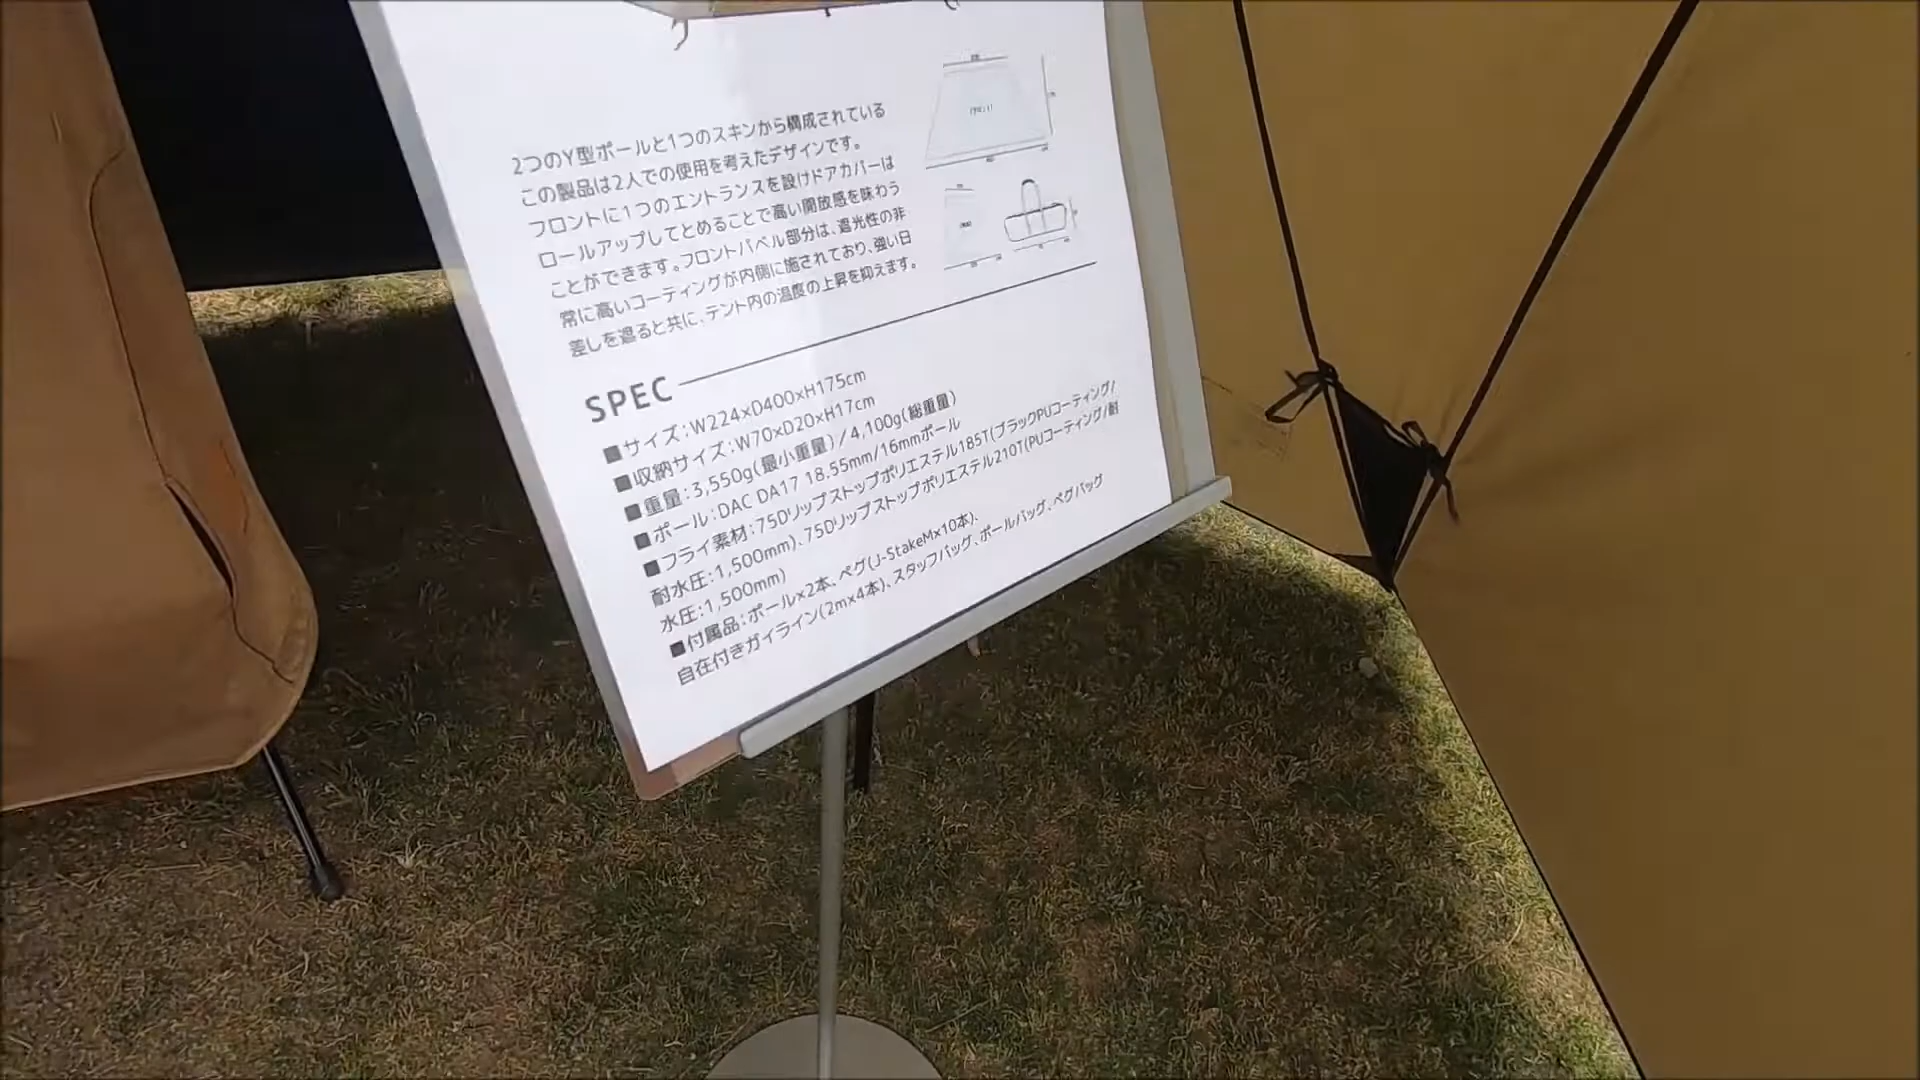 2つのY型ポールと1つのスキンから構成されている
この製品は2人での使用を考えたデザインです。
フロントに1つのエントランスを設けドアカバーは
ロールアップしてとめることで高い開放感を味わう
ことができます。フロントパネル部分は、遮光性の非
常に高いコーティングが内側に施されており、強い日
差しを遮ると共に、テント内の温度の上昇を抑えます。
SPEC
■サイズ:W224×D400×H175cm
■収納サイズ:W70×D20×H17cm
■重量:3,550g(最小重量)/4,100g(総重量)
■ポール:DAC DA17 18.55mm/16mmポール
■フライ素材:75Dリップストップポリエステル185T(ブラックPUコーティング/
耐水圧:1,500mm)、75Dリップストップポリエステル210T(PUコーティング/耐
水圧:1,500mm)
■付属品:ポール×2本、ペグ(J-StakeM×10本)、
自在付きガイライン(2m×4本)、スタッフバッグ、ポールバッグ、ペグバッグ